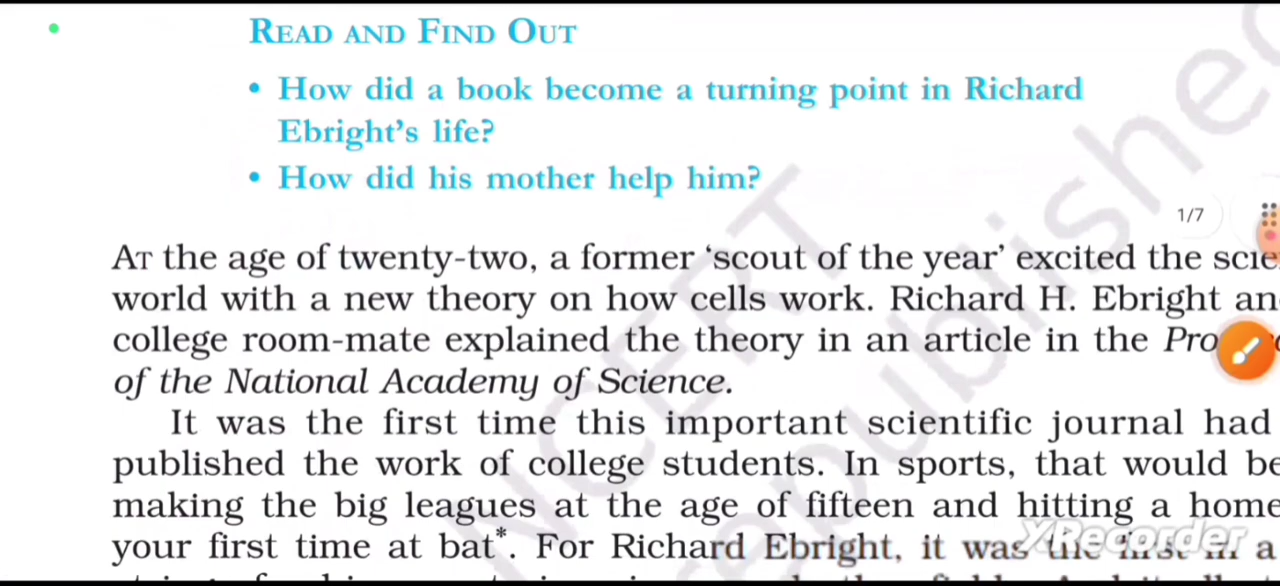 READ AND FIND OUT
• How did a book become a turning point in Richard
Ebright's life?
• How did his mother help him?
1/7
AT the age of twenty-two, a former 'scout of the year' excited the scie
world with a new theory on how cells work. Richard H. Ebright an
college room-mate explained the theory in an article in the Pro
of the National Academy of Science.
It was the first time this important scientific journal had
published the work of college students. In sports, that would be
making the big leagues at the age of fifteen and hitting a home
your first time at bat*. For Richard Ebright, it was the first in a
XRecorder
NCERT
republished